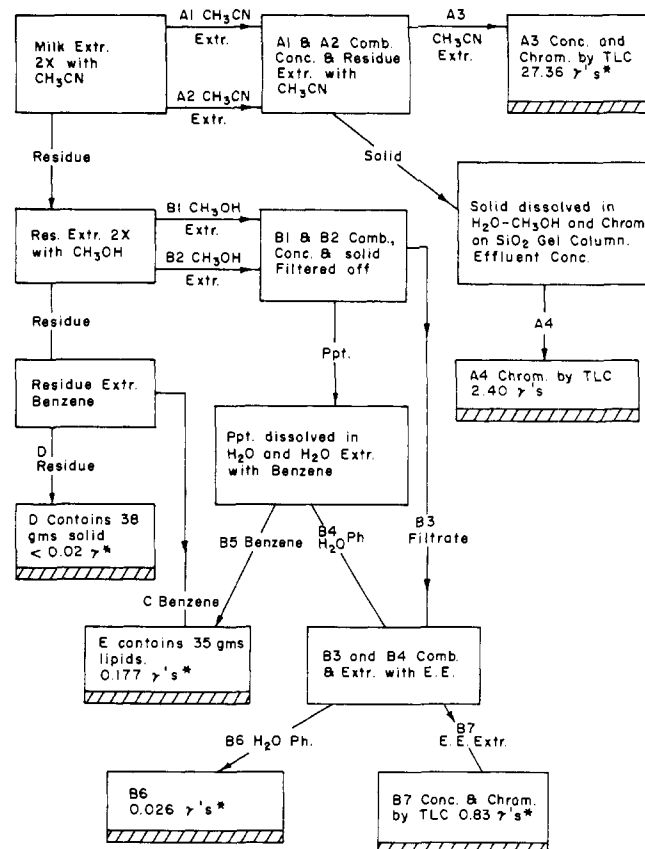 Milk Extr.
2X with
CH₃CN
A1 CH₃CN
Extr.
A2 CH₃CN
Extr.
A1 & A2 Comb.
Conc. & Residue
Extr. with
CH₃CN
A3
CH₃CN
Extr.
A3 Conc. and
Chrom. by TLC
27.36 γ's*
Residue
Solid
Solid dissolved in
H₂O-CH₃OH and Chrom.
on SiO₂ Gel Column.
Effluent Conc.
Res. Extr. 2X
with CH₃OH
B1 CH₃OH
Extr.
B2 CH₃OH
Extr.
B1 & B2 Comb.,
Conc. & solid
Filtered off
A4
A4 Chrom. by TLC
2.40 γ's
Residue
Ppt.
Residue Extr.
Benzene
Ppt. dissolved in
H₂O and H₂O Extr.
with Benzene
D
Residue
D Contains 38
gms solid
< 0.02 γ*
B5 Benzene
B4
H₂O Ph
B3
Filtrate
C Benzene
E contains 35 gms
lipids.
0.177 γ's*
B3 and B4 Comb.
& Extr. with E.E.
B6 H₂O Ph.
B7
E.E. Extr.
B6
0.026 γ's*
B7 Conc. & Chrom.
by TLC 0.83 γ's*